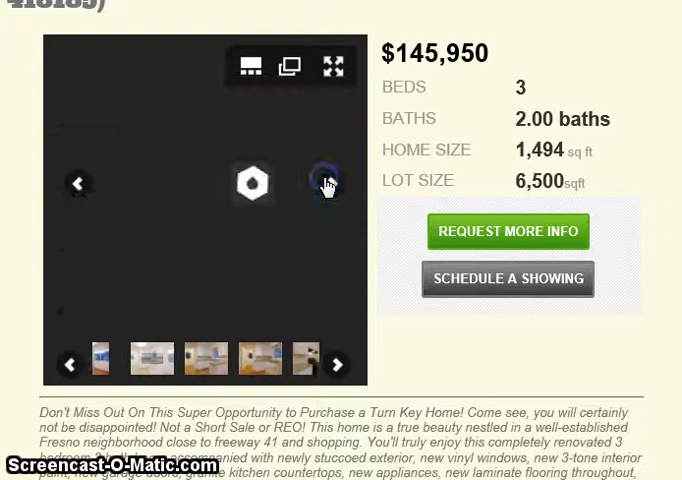 418185)
$145,950
BEDS 3
BATHS 2.00 baths
HOME SIZE 1,494 sq ft
LOT SIZE 6,500sqft
REQUEST MORE INFO
SCHEDULE A SHOWING
Don't Miss Out On This Super Opportunity to Purchase a Turn Key Home! Come see, you will certainly
not be disappointed! Not a Short Sale or REO! This home is a true beauty nestled in a well-established
Fresno neighborhood close to freeway 41 and shopping. You'll truly enjoy this completely renovated 3
accompanied with newly stuccoed exterior, new vinyl windows, new 3-tone interior
Screencast-O-Matic.com
paint, new garage doors, granite kitchen countertops, new appliances, new laminate flooring throughout,